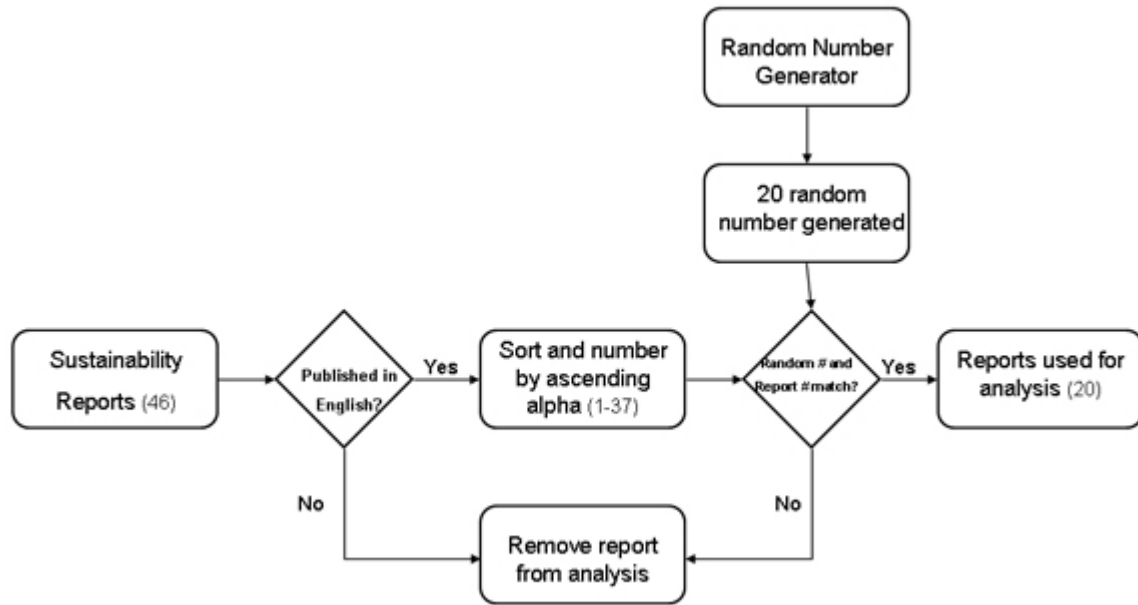 Random Number
Generator
20 random
number generated
Sustainability
Reports (46)
Published in
English?
Yes
Sort and number
by ascending
alpha (1-37)
Random # and
Report # match?
Yes
Reports used for
analysis (20)
No
No
Remove report
from analysis